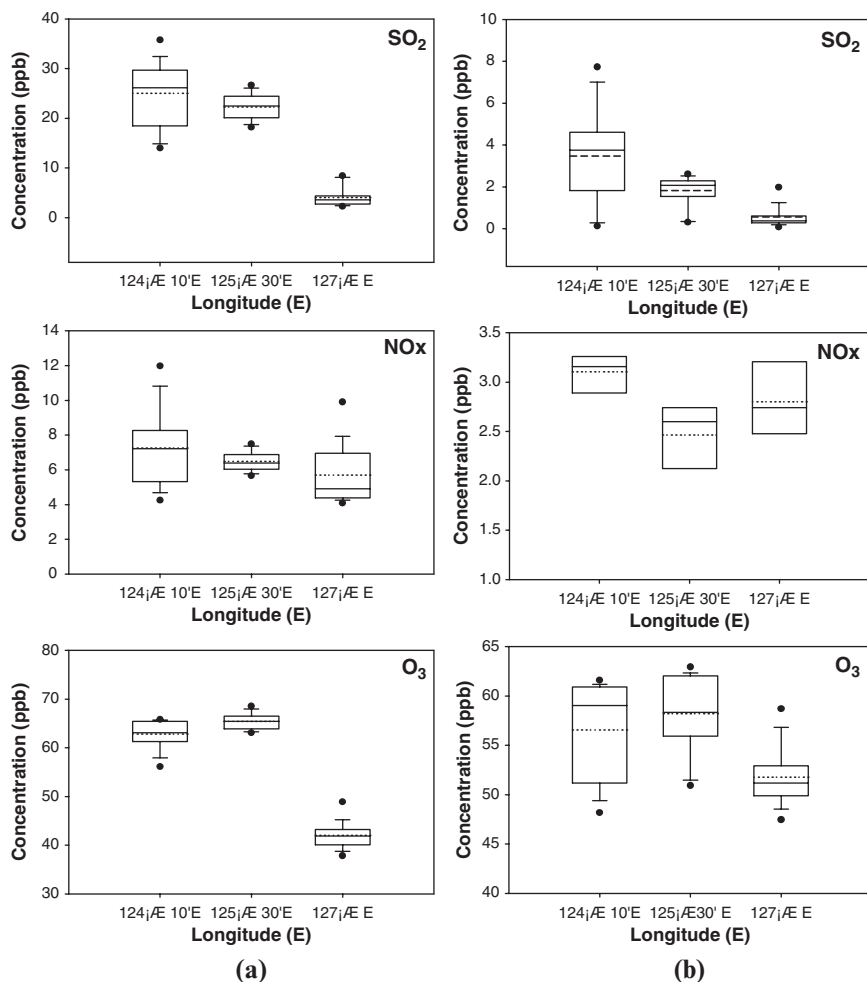 40
30
20
10
0
Concentration (ppb)
SO2
124¡Æ 10'E 125¡Æ 30'E 127¡Æ E
Longitude (E)
10
8
6
4
2
0
Concentration (ppb)
SO2
124¡Æ 10'E 125¡Æ 30'E 127¡Æ E
Longitude (E)
14
12
10
8
6
4
2
0
Concentration (ppb)
NOx
124¡Æ 10'E 125¡Æ 30'E 127¡Æ E
Longitude (E)
3.5
3.0
2.5
2.0
1.5
1.0
Concentration (ppb)
NOx
124¡Æ 10'E 125¡Æ 30'E 127¡Æ E
Longitude (E)
80
70
60
50
40
30
Concentration (ppb)
O3
124¡Æ 10'E 125¡Æ 30'E 127¡Æ E
Longitude (E)
(a)
65
60
55
50
45
40
Concentration (ppb)
O3
124¡Æ 10'E 125¡Æ30' E 127¡Æ E
Longitude (E)
(b)